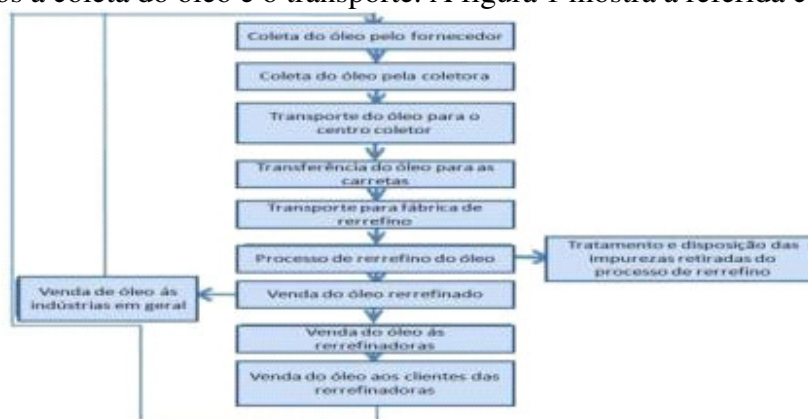 os a coleta do óleo e o transporte. A figura 1 mostra a referida c
Coleta do óleo pelo fornecedor
Coleta do óleo pela coletora
Transporte do óleo para o
centro coletor
Transferência do óleo para as
carretas
Transporte para fábrica de
rerrefino
Processo de rerrefino do óleo
Tratamento e disposição das
impurezas retiradas do
processo de rerrefino
Venda de óleo ás
indústrias em geral
Venda do óleo rerrefinado
Venda do óleo ás
rerrefinadoras
Venda do óleo aos clientes das
rerrefinadoras